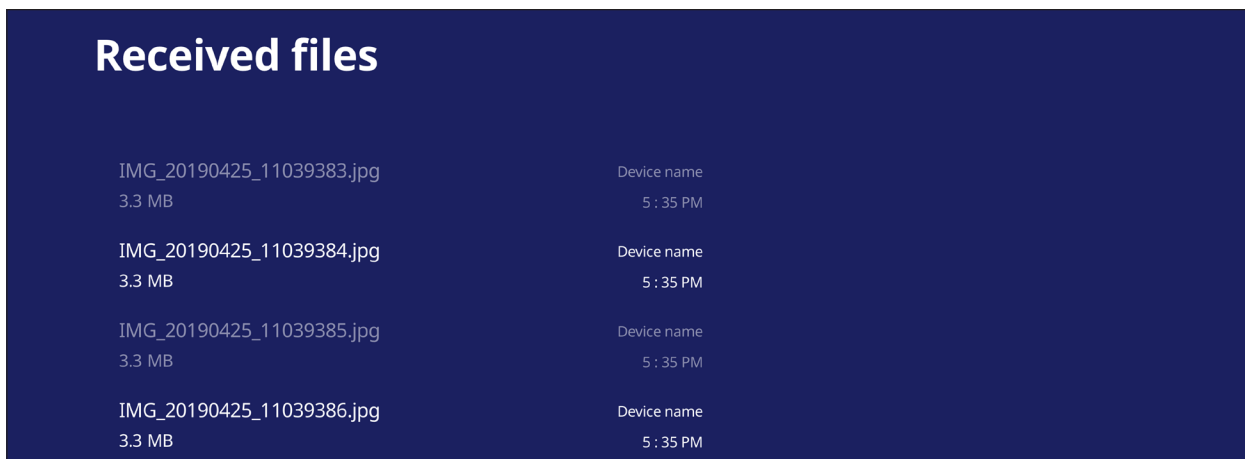 Received files
IMG_20190425_11039383.jpg Device name
3.3 MB 5 : 35 PM
IMG_20190425_11039384.jpg Device name
3.3 MB 5 : 35 PM
IMG_20190425_11039385.jpg Device name
3.3 MB 5 : 35 PM
IMG_20190425_11039386.jpg Device name
3.3 MB 5 : 35 PM